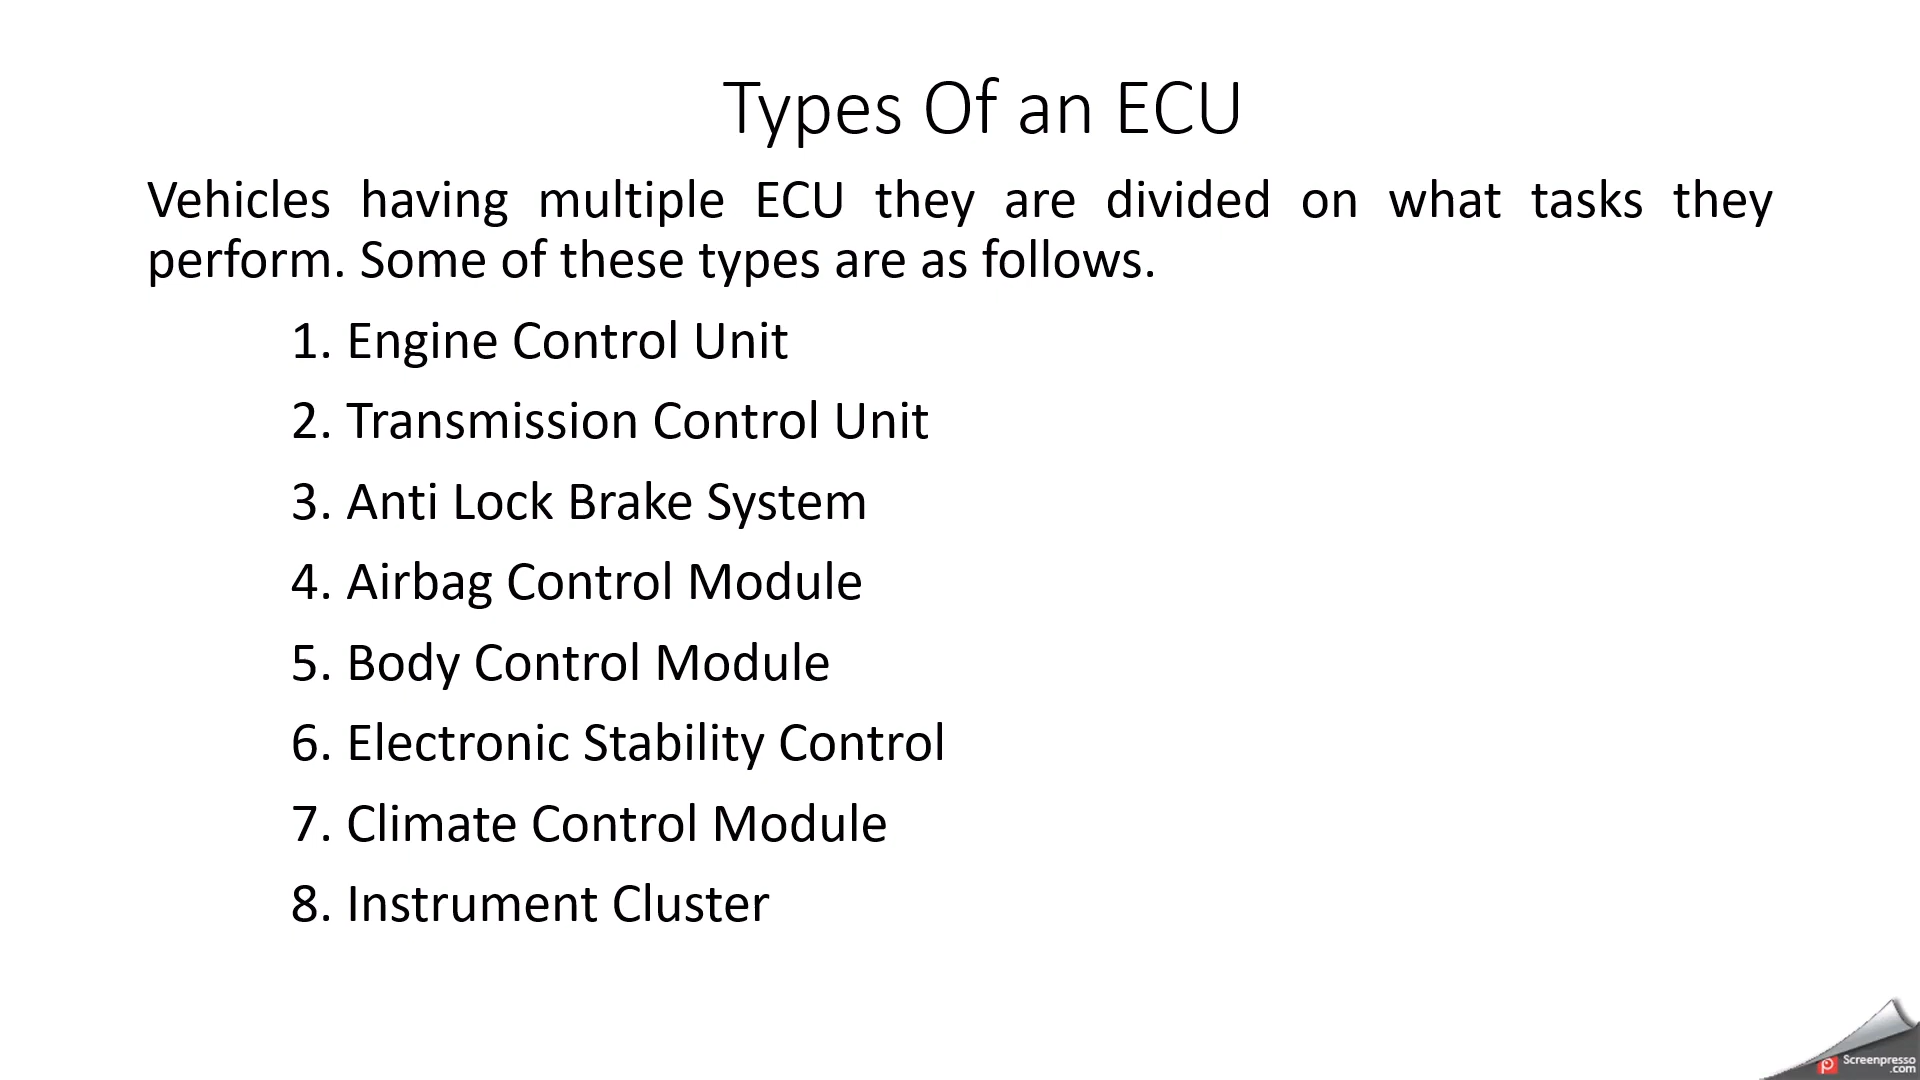 Types Of an ECU
Vehicles having multiple ECU they are divided on what tasks they
perform. Some of these types are as follows.
1. Engine Control Unit
2. Transmission Control Unit
3. Anti Lock Brake System
4. Airbag Control Module
5. Body Control Module
6. Electronic Stability Control
7. Climate Control Module
8. Instrument Cluster
Screenpresso
.com